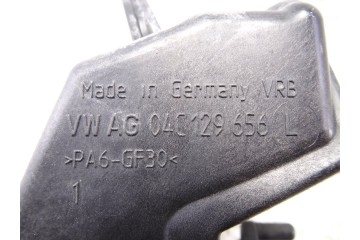 Made in Germany VRB
VW AG 04C129 656 L
>PA6-GF30<
1